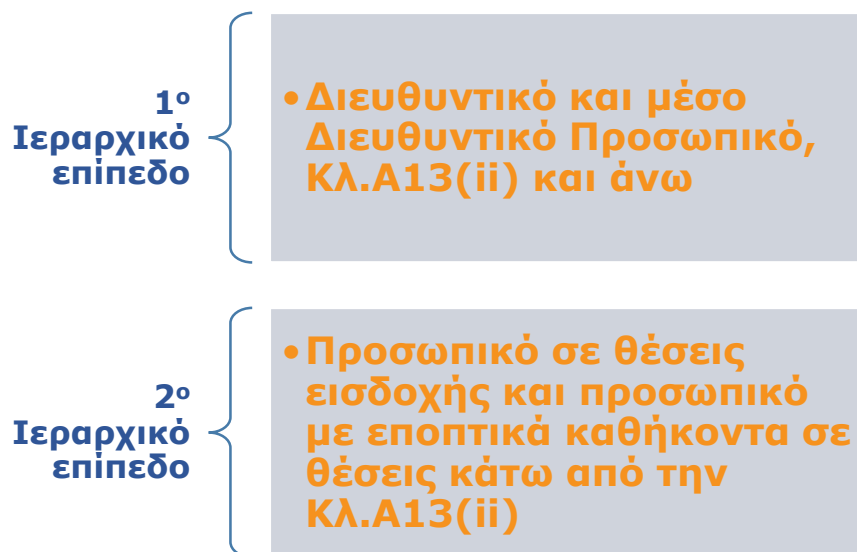 1ο
Ιεραρχικό
επίπεδο
•Διευθυντικό και μέσο
Διευθυντικό Προσωπικό,
Κλ.Α13(ii) και άνω
2ο
Ιεραρχικό
επίπεδο
•Προσωπικό σε θέσεις
εισδοχής και προσωπικό
με εποπτικά καθήκοντα σε
θέσεις κάτω από την
Κλ.Α13(ii)